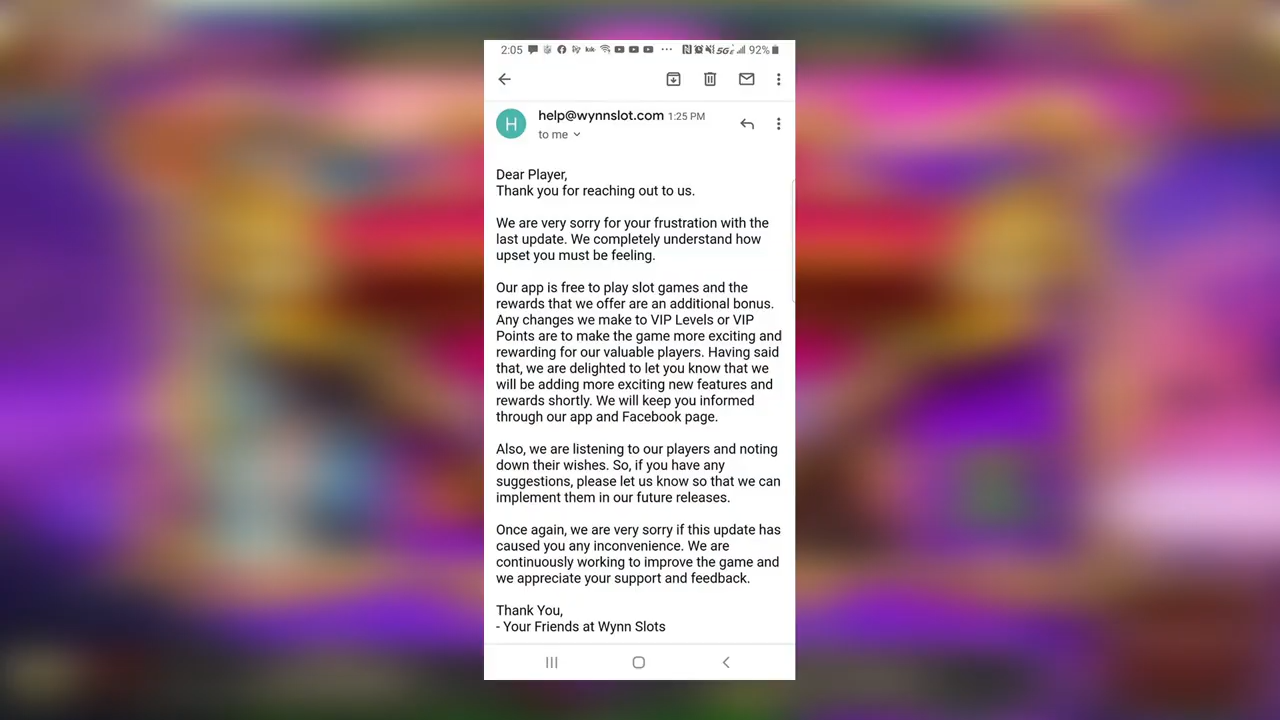 2:05 kik 5GE 92%
H help@wynnslot.com 1:25 PM
to me
Dear Player,
Thank you for reaching out to us.
We are very sorry for your frustration with the
last update. We completely understand how
upset you must be feeling.
Our app is free to play slot games and the
rewards that we offer are an additional bonus.
Any changes we make to VIP Levels or VIP
Points are to make the game more exciting and
rewarding for our valuable players. Having said
that, we are delighted to let you know that we
will be adding more exciting new features and
rewards shortly. We will keep you informed
through our app and Facebook page.
Also, we are listening to our players and noting
down their wishes. So, if you have any
suggestions, please let us know so that we can
implement them in our future releases.
Once again, we are very sorry if this update has
caused you any inconvenience. We are
continuously working to improve the game and
we appreciate your support and feedback.
Thank You,
- Your Friends at Wynn Slots